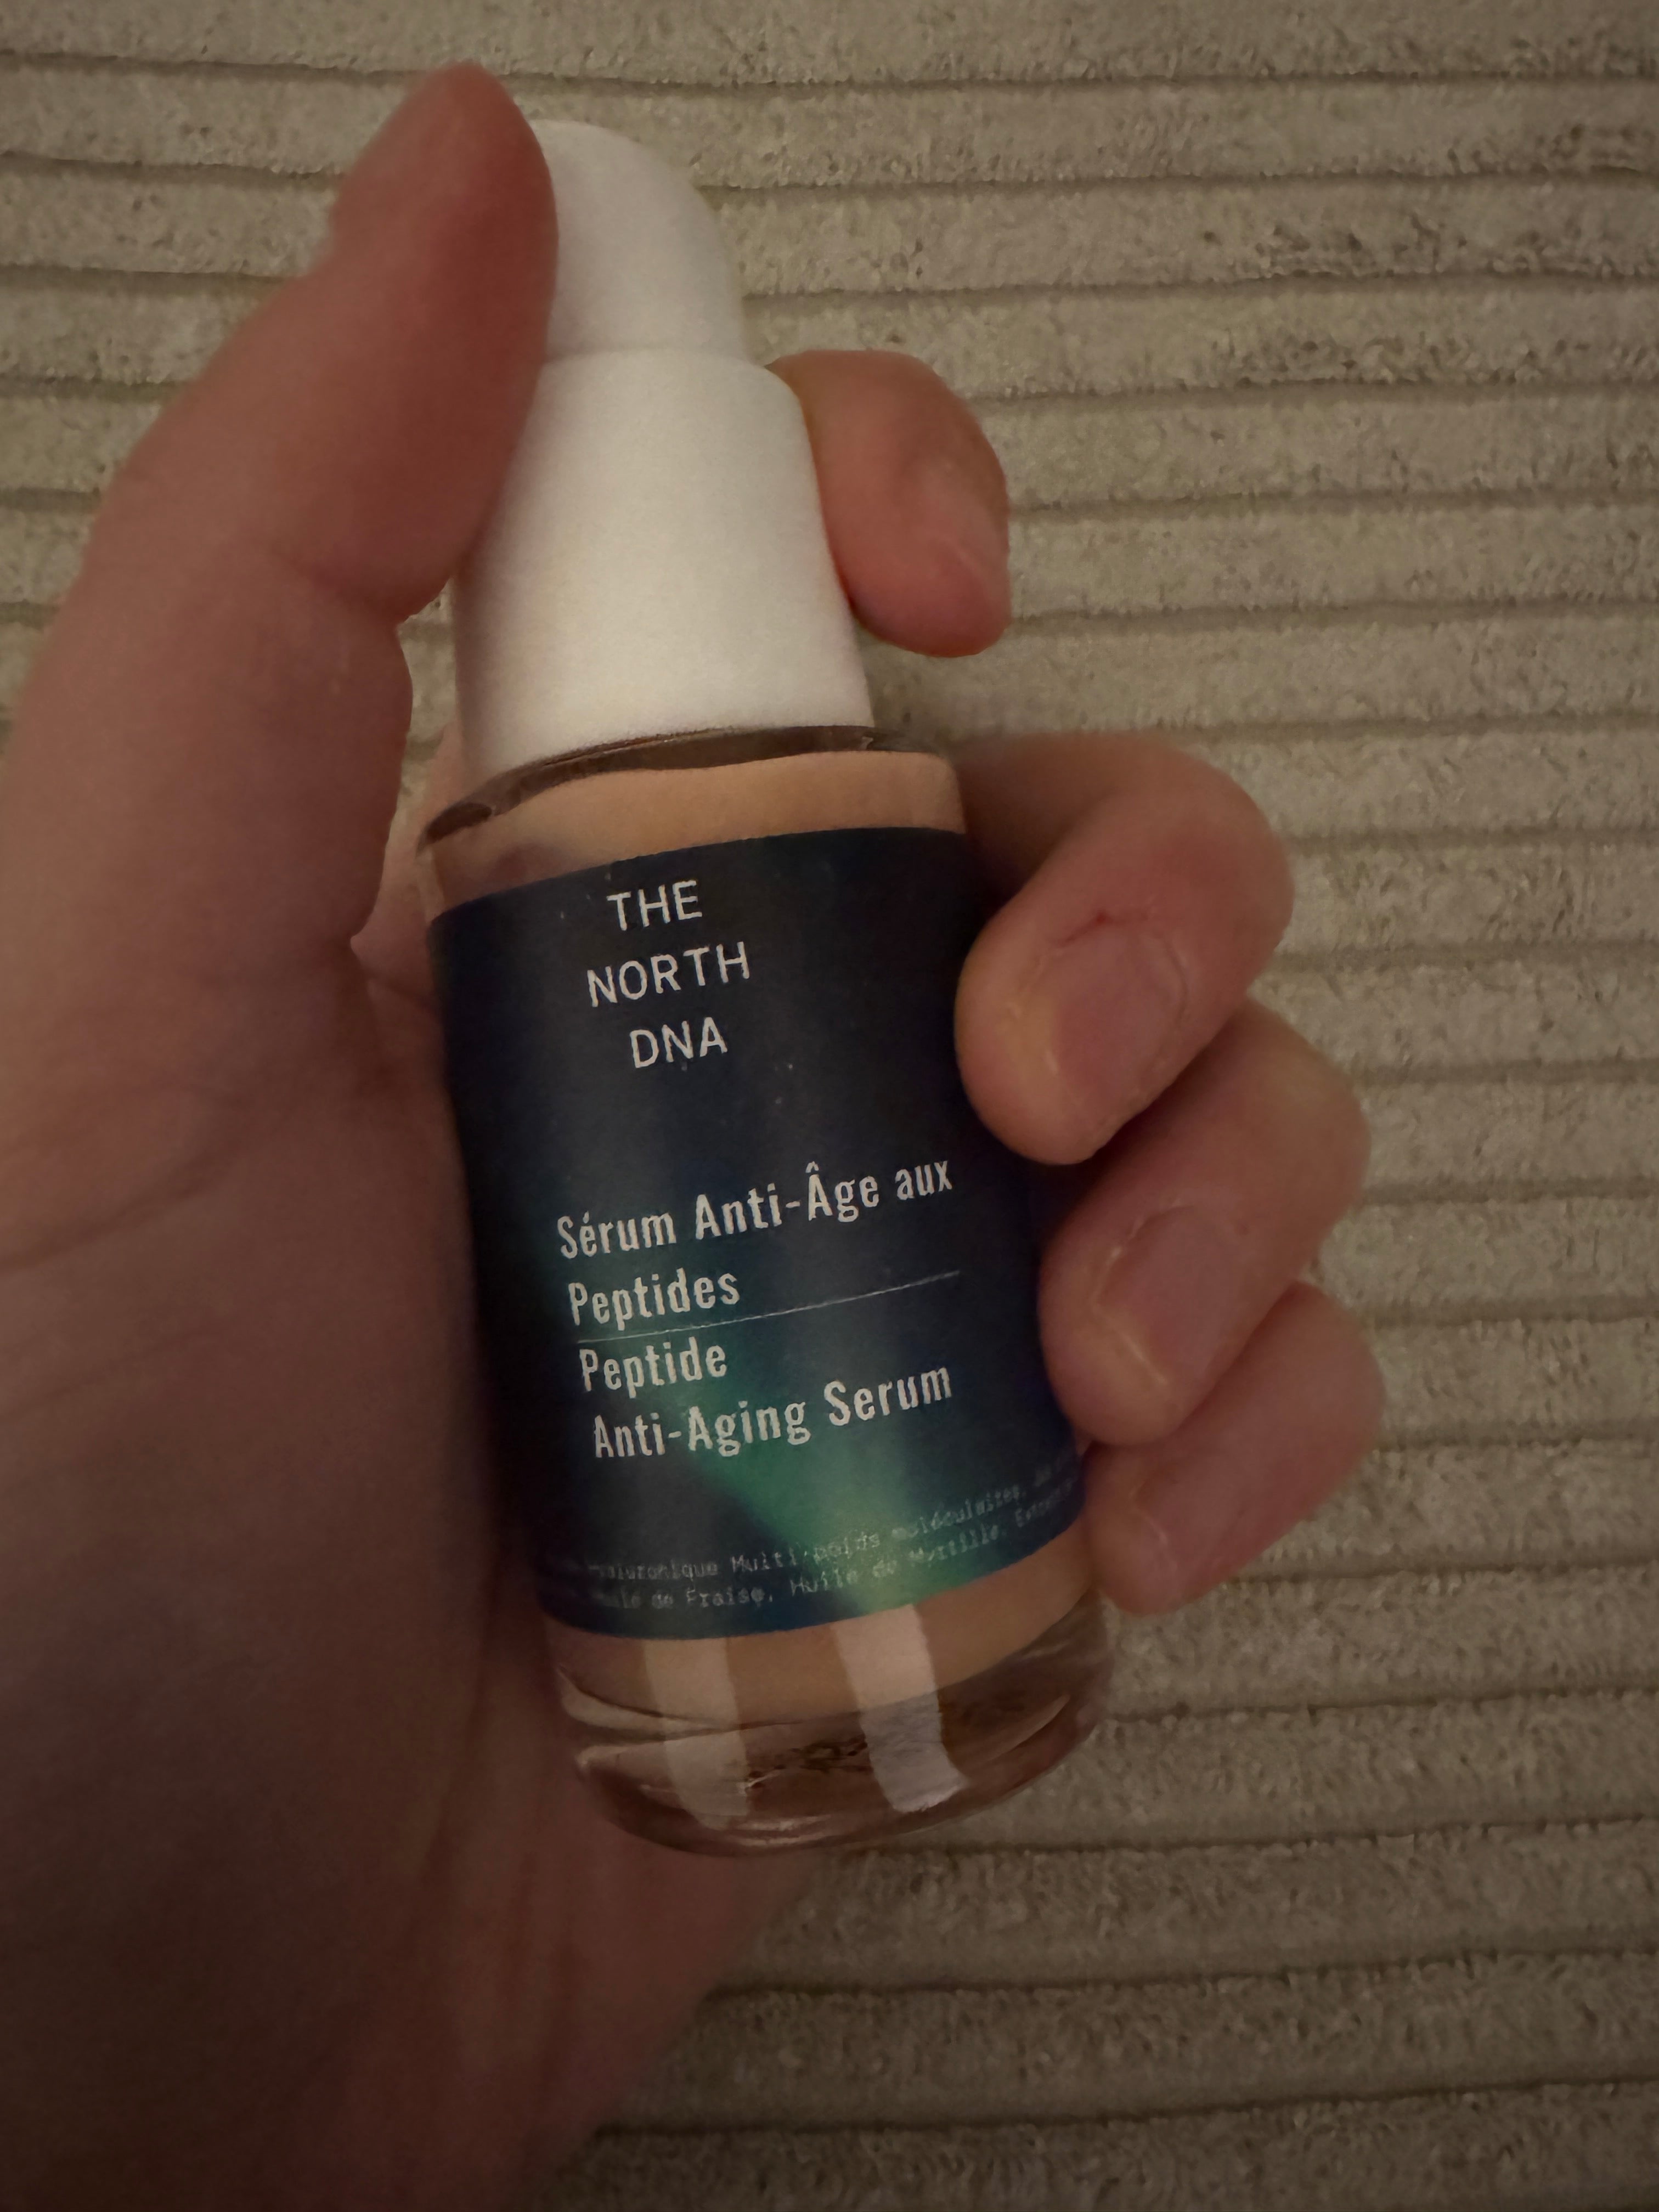 THE
NORTH
DNA
Sérum Anti-Âge aux
Peptides
Peptide
Anti-Aging Serum
Multi-poids moléculaires,
Huile de Fraise, Huile de Myrtille,